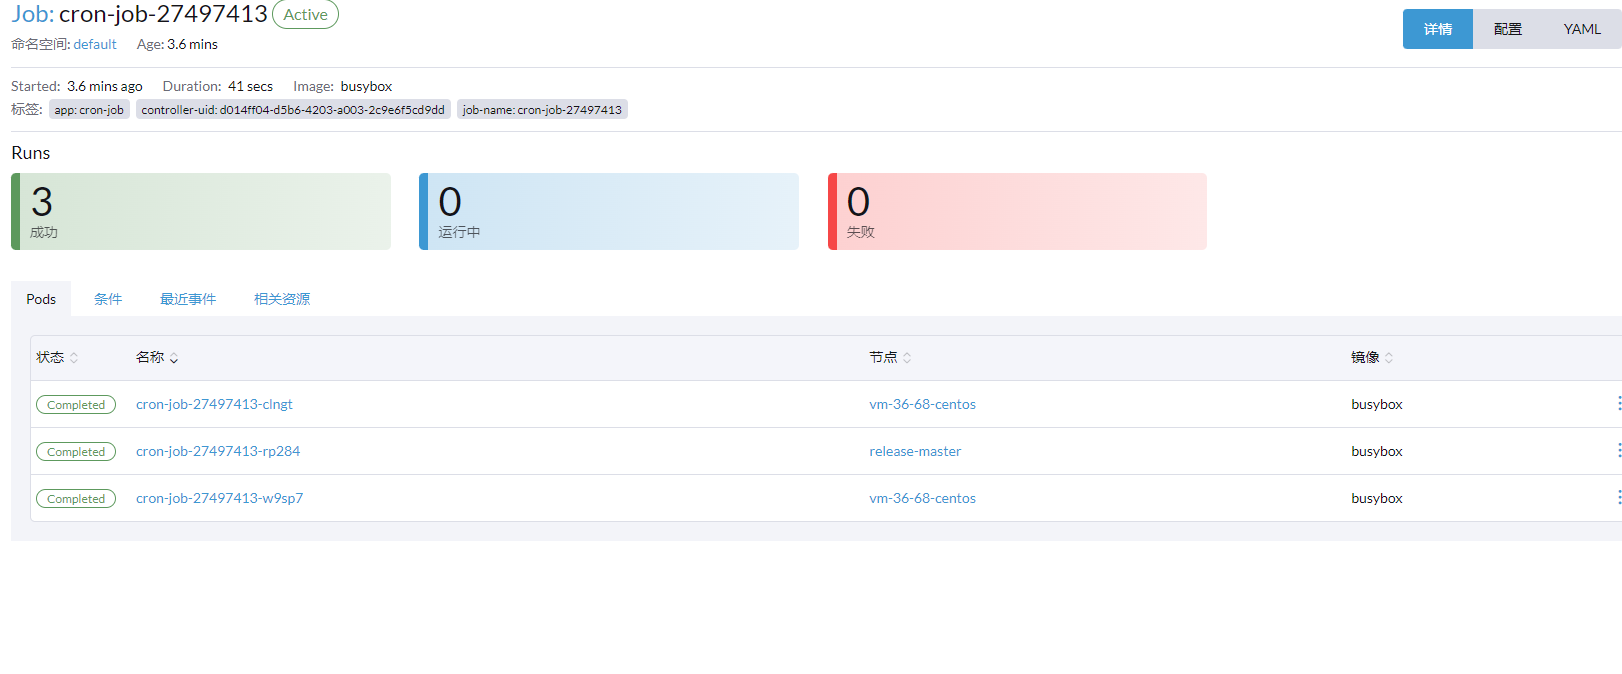 Job: cron-job-27497413 Active
命名空间: default Age: 3.6 mins
详情 配置 YAML
Started: 3.6 mins ago Duration: 41 secs Image: busybox
标签: app: cron-job controller-uid: d014ff04-d5b6-4203-a003-2c9e6f5cd9dd job-name: cron-job-27497413
Runs
3 0 0
成功 运行中 失败
Pods 条件 最近事件 相关资源
状态 名称 节点 镜像
Completed cron-job-27497413-clngt vm-36-68-centos busybox
Completed cron-job-27497413-rp284 release-master busybox
Completed cron-job-27497413-w9sp7 vm-36-68-centos busybox